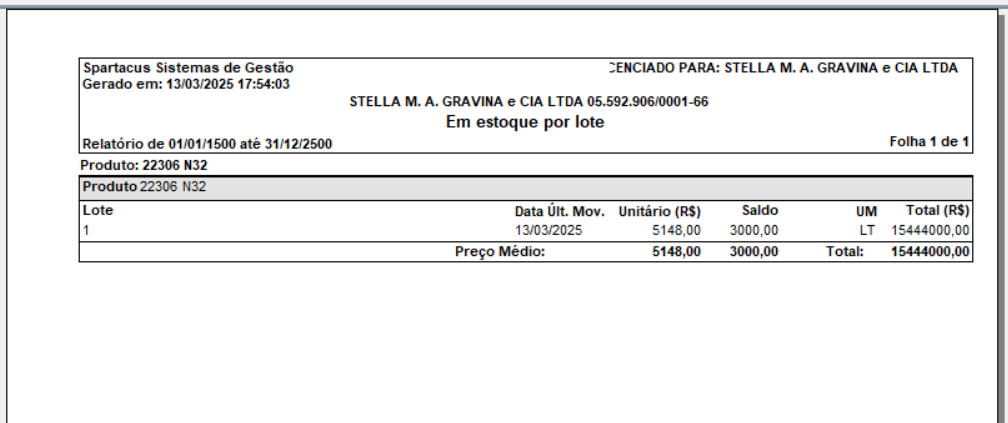 Spartacus Sistemas de Gestão
CENCIADO PARA: STELLA M. A. GRAVINA e CIA LTDA
Gerado em: 13/03/2025 17:54:03
STELLA M. A. GRAVINA e CIA LTDA 05.592.906/0001-66
Em estoque por lote
Relatório de 01/01/1500 até 31/12/2500 Folha 1 de 1
Produto: 22306 N32
Produto 22306 N32
Lote Data Últ. Mov. Unitário (R$) Saldo UM Total (R$)
1 13/03/2025 5148,00 3000,00 LT 15444000,00
Preço Médio: 5148,00 3000,00 Total: 15444000,00